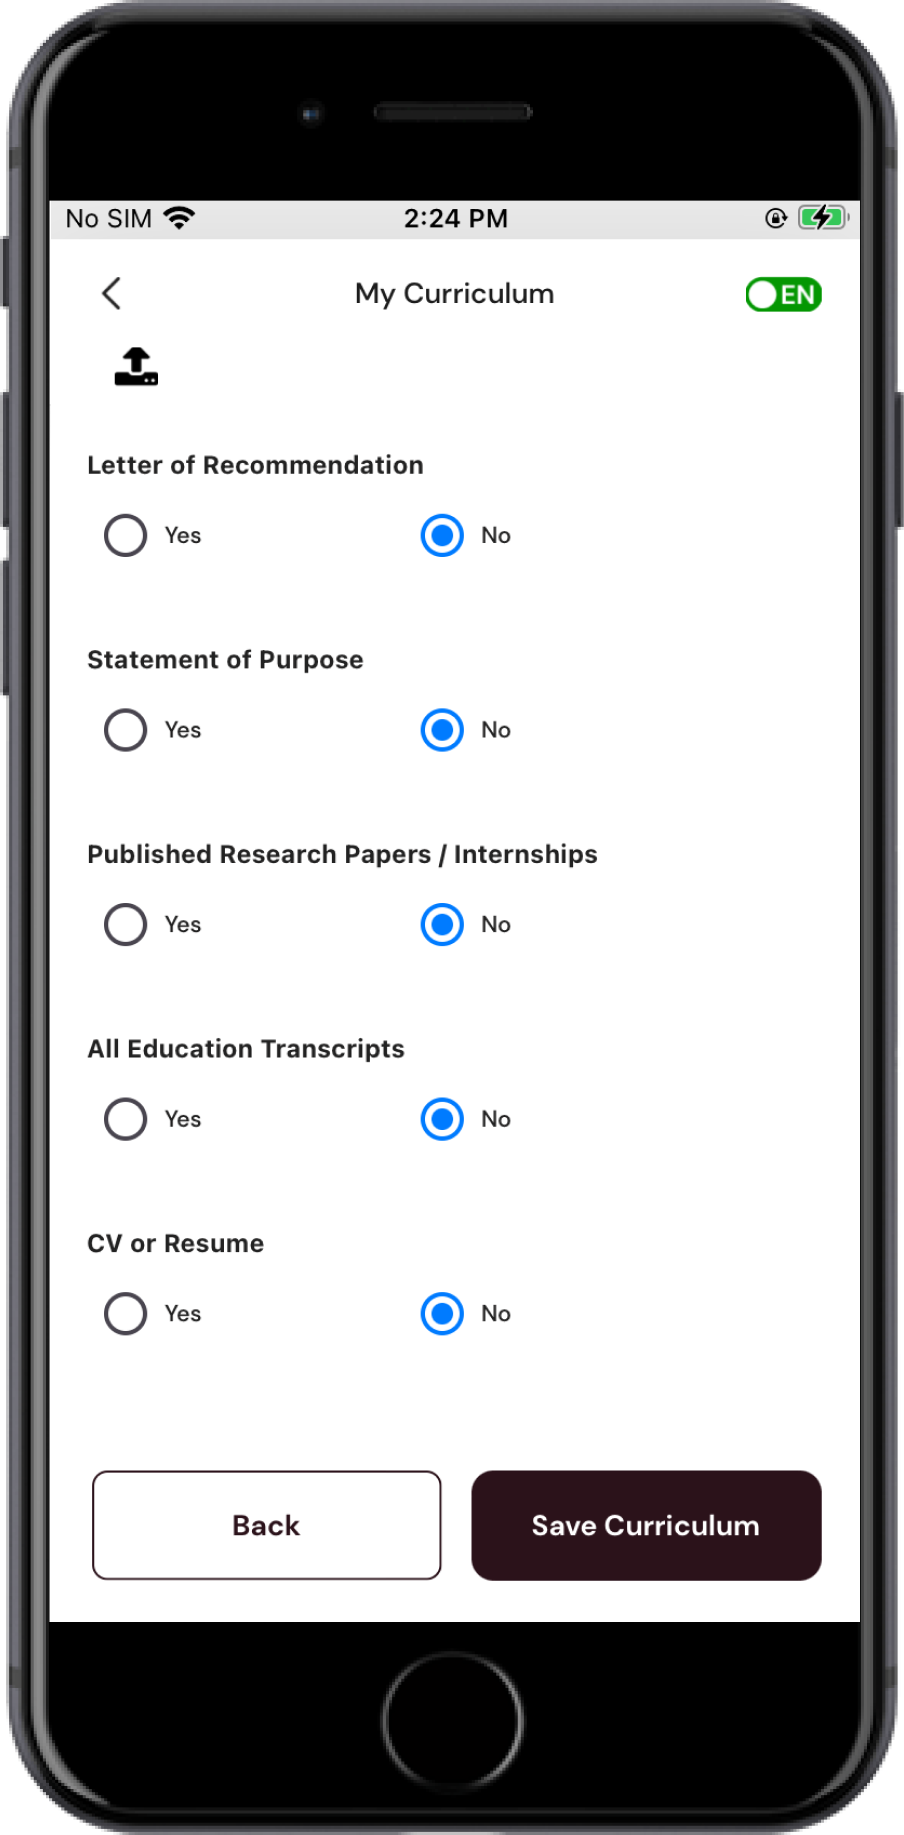 No SIM 2:24 PM
My Curriculum EN
Letter of Recommendation
Yes No
Statement of Purpose
Yes No
Published Research Papers / Internships
Yes No
All Education Transcripts
Yes No
CV or Resume
Yes No
Back Save Curriculum